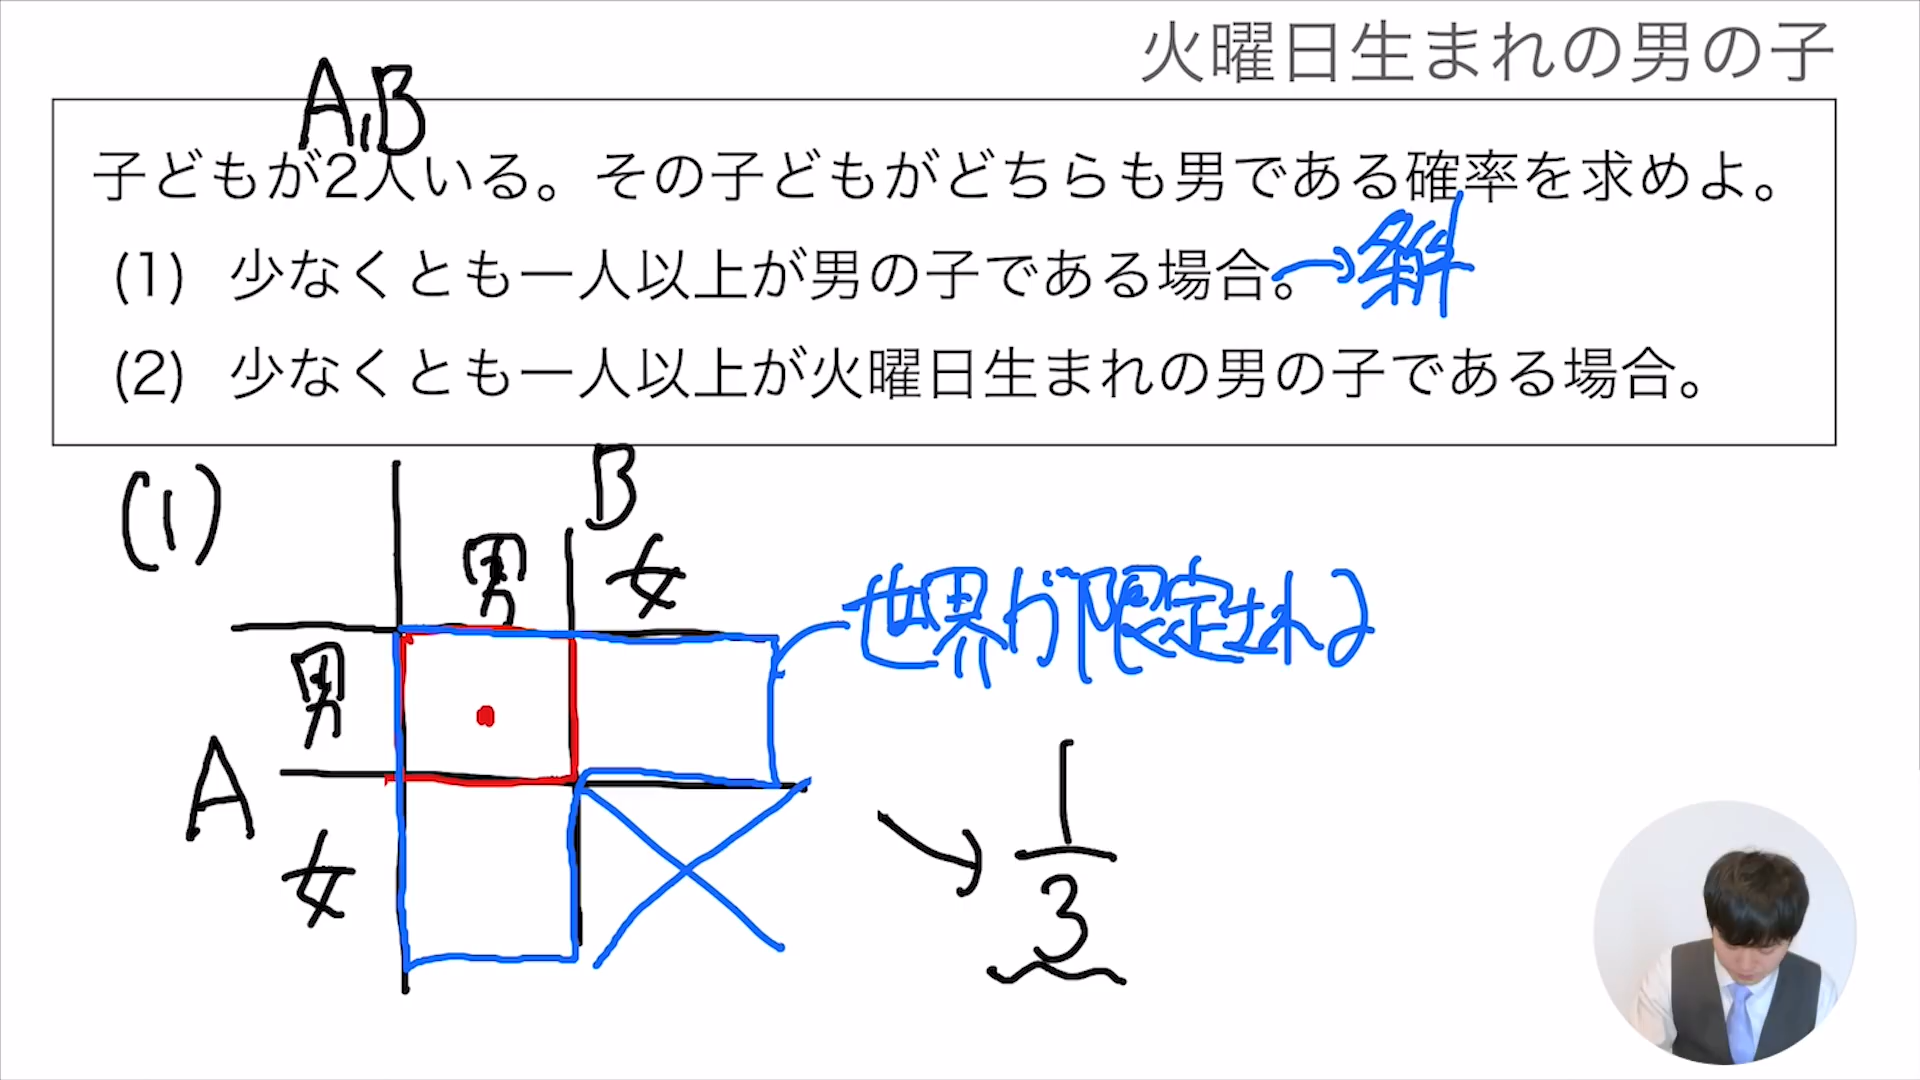 火曜日生まれの男の子
A,B
子どもが2人いる。その子どもがどちらも男である確率を求めよ。
(1) 少なくとも一人以上が男の子である場合。→条件
(2) 少なくとも一人以上が火曜日生まれの男の子である場合。
(1)
B
男 女
世界が限定される
男
A
女
1
3